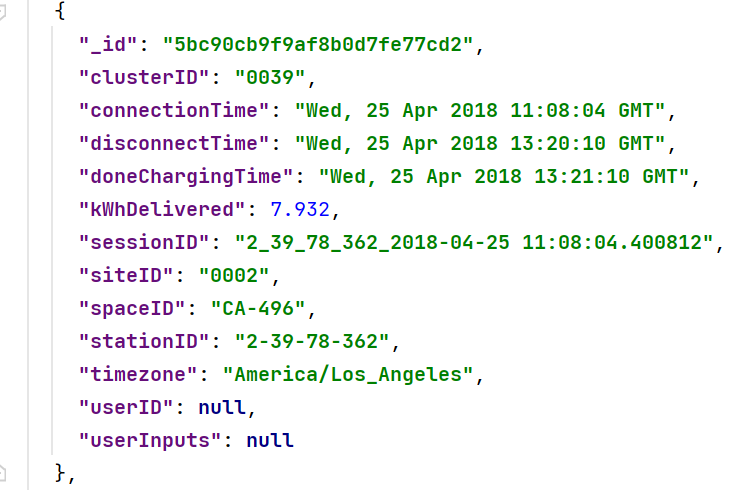 {
"_id": "5bc90cb9f9af8b0d7fe77cd2",
"clusterID": "0039",
"connectionTime": "Wed, 25 Apr 2018 11:08:04 GMT",
"disconnectTime": "Wed, 25 Apr 2018 13:20:10 GMT",
"doneChargingTime": "Wed, 25 Apr 2018 13:21:10 GMT",
"kWhDelivered": 7.932,
"sessionID": "2_39_78_362_2018-04-25 11:08:04.400812",
"siteID": "0002",
"spaceID": "CA-496",
"stationID": "2-39-78-362",
"timezone": "America/Los_Angeles",
"userID": null,
"userInputs": null
},